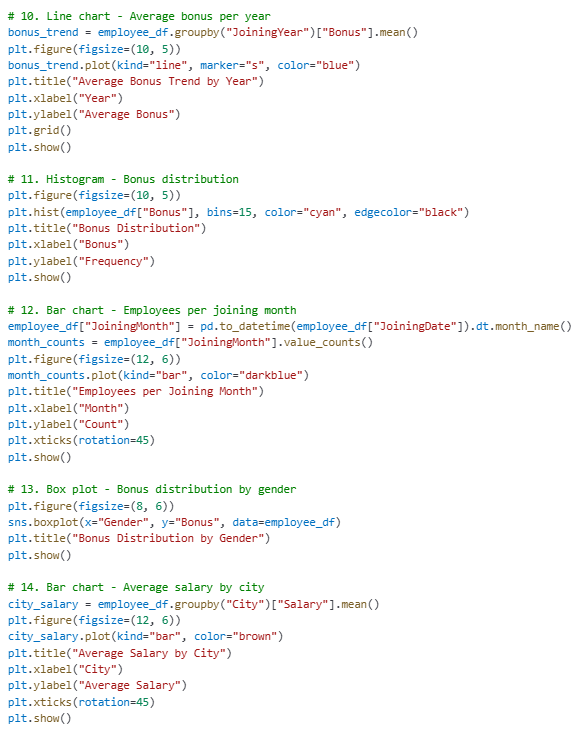 # 10. Line chart - Average bonus per year
bonus_trend = employee_df.groupby("JoiningYear")["Bonus"].mean()
plt.figure(figsize=(10, 5))
bonus_trend.plot(kind="line", marker="s", color="blue")
plt.title("Average Bonus Trend by Year")
plt.xlabel("Year")
plt.ylabel("Average Bonus")
plt.grid()
plt.show()
# 11. Histogram - Bonus distribution
plt.figure(figsize=(10, 5))
plt.hist(employee_df["Bonus"], bins=15, color="cyan", edgecolor="black")
plt.title("Bonus Distribution")
plt.xlabel("Bonus")
plt.ylabel("Frequency")
plt.show()
# 12. Bar chart - Employees per joining month
employee_df["JoiningMonth"] = pd.to_datetime(employee_df["JoiningDate"]).dt.month_name()
month_counts = employee_df["JoiningMonth"].value_counts()
plt.figure(figsize=(12, 6))
month_counts.plot(kind="bar", color="darkblue")
plt.title("Employees per Joining Month")
plt.xlabel("Month")
plt.ylabel("Count")
plt.xticks(rotation=45)
plt.show()
# 13. Box plot - Bonus distribution by gender
plt.figure(figsize=(8, 6))
sns.boxplot(x="Gender", y="Bonus", data=employee_df)
plt.title("Bonus Distribution by Gender")
plt.show()
# 14. Bar chart - Average salary by city
city_salary = employee_df.groupby("City")["Salary"].mean()
plt.figure(figsize=(12, 6))
city_salary.plot(kind="bar", color="brown")
plt.title("Average Salary by City")
plt.xlabel("City")
plt.ylabel("Average Salary")
plt.xticks(rotation=45)
plt.show()